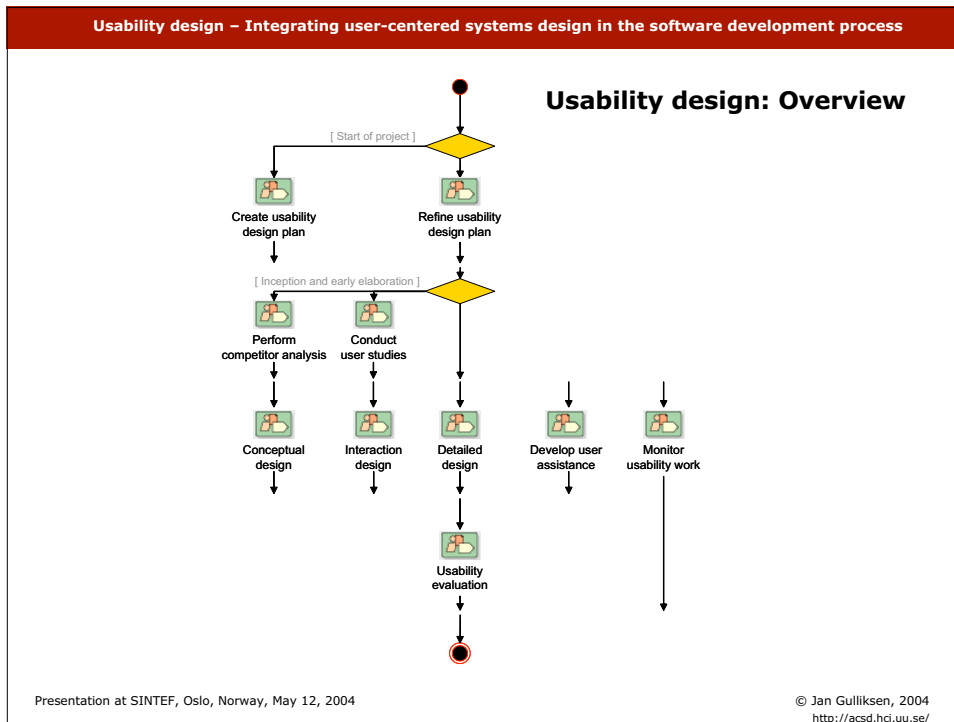 Usability design – Integrating user-centered systems design in the software development process
Usability design: Overview
[ Start of project ]
Create usability
design plan
Refine usability
design plan
[ Inception and early elaboration ]
Perform
competitor analysis
Conduct
user studies
Conceptual
design
Interaction
design
Detailed
design
Develop user
assistance
Monitor
usability work
Usability
evaluation
Presentation at SINTEF, Oslo, Norway, May 12, 2004
© Jan Gulliksen, 2004
http://acsd.hci.uu.se/